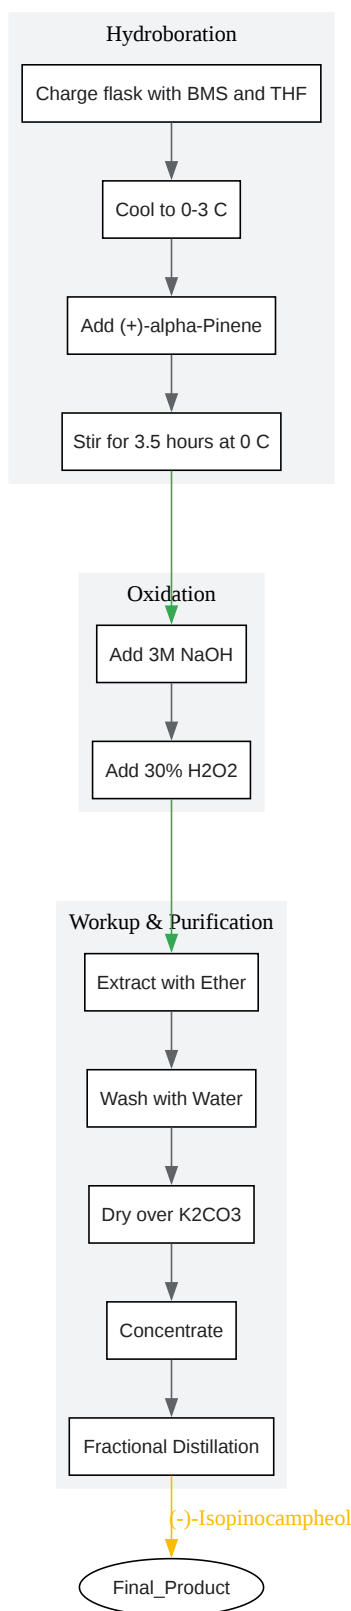 Hydroboration
Charge flask with BMS and THF
Cool to 0-3 C
Add (+)-alpha-Pinene
Stir for 3.5 hours at 0 C
Oxidation
Add 3M NaOH
Add 30% H2O2
Workup & Purification
Extract with Ether
Wash with Water
Dry over K2CO3
Concentrate
Fractional Distillation
(-)-Isopinocampheol
Final_Product